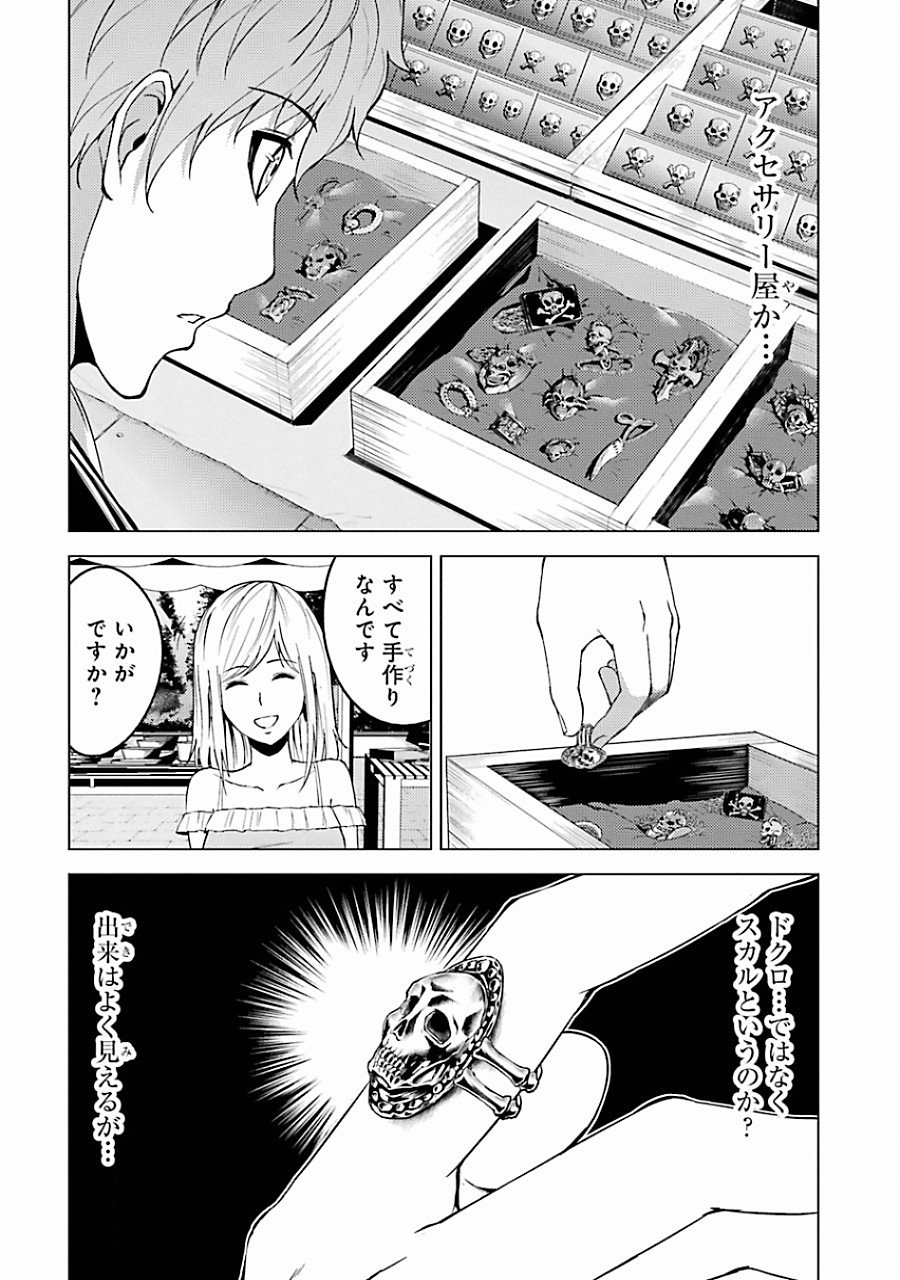 アクセサリー屋か…
すべて手作り
なんです
いかが
ですか?
ドクロ…ではなく
スカルというのか?
出来はよく見えるが…